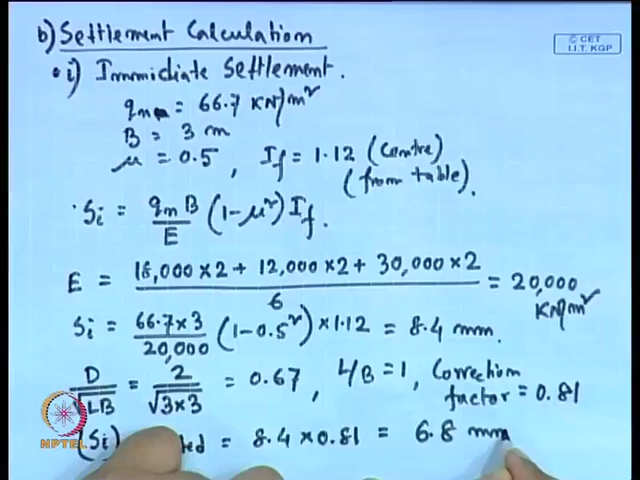 b) Settlement Calculation
© CET
I.I.T. KGP
i) Immidiate Settlement.
qn = 66.7 KN/m²
B = 3 m
μ = 0.5, If = 1.12 (Centre)
(from table).
Si = qn B / E (1-μ²) If.
E = 18,000×2 + 12,000×2 + 30,000×2 / 6 = 20,000 KN/m²
Si = 66.7×3 / 20,000 (1-0.5²) × 1.12 = 8.4 mm.
D / √LB = 2 / √3×3 = 0.67, L/B = 1, Correction factor = 0.81
(Si) = 8.4 × 0.81 = 6.8 mm
NPTEL